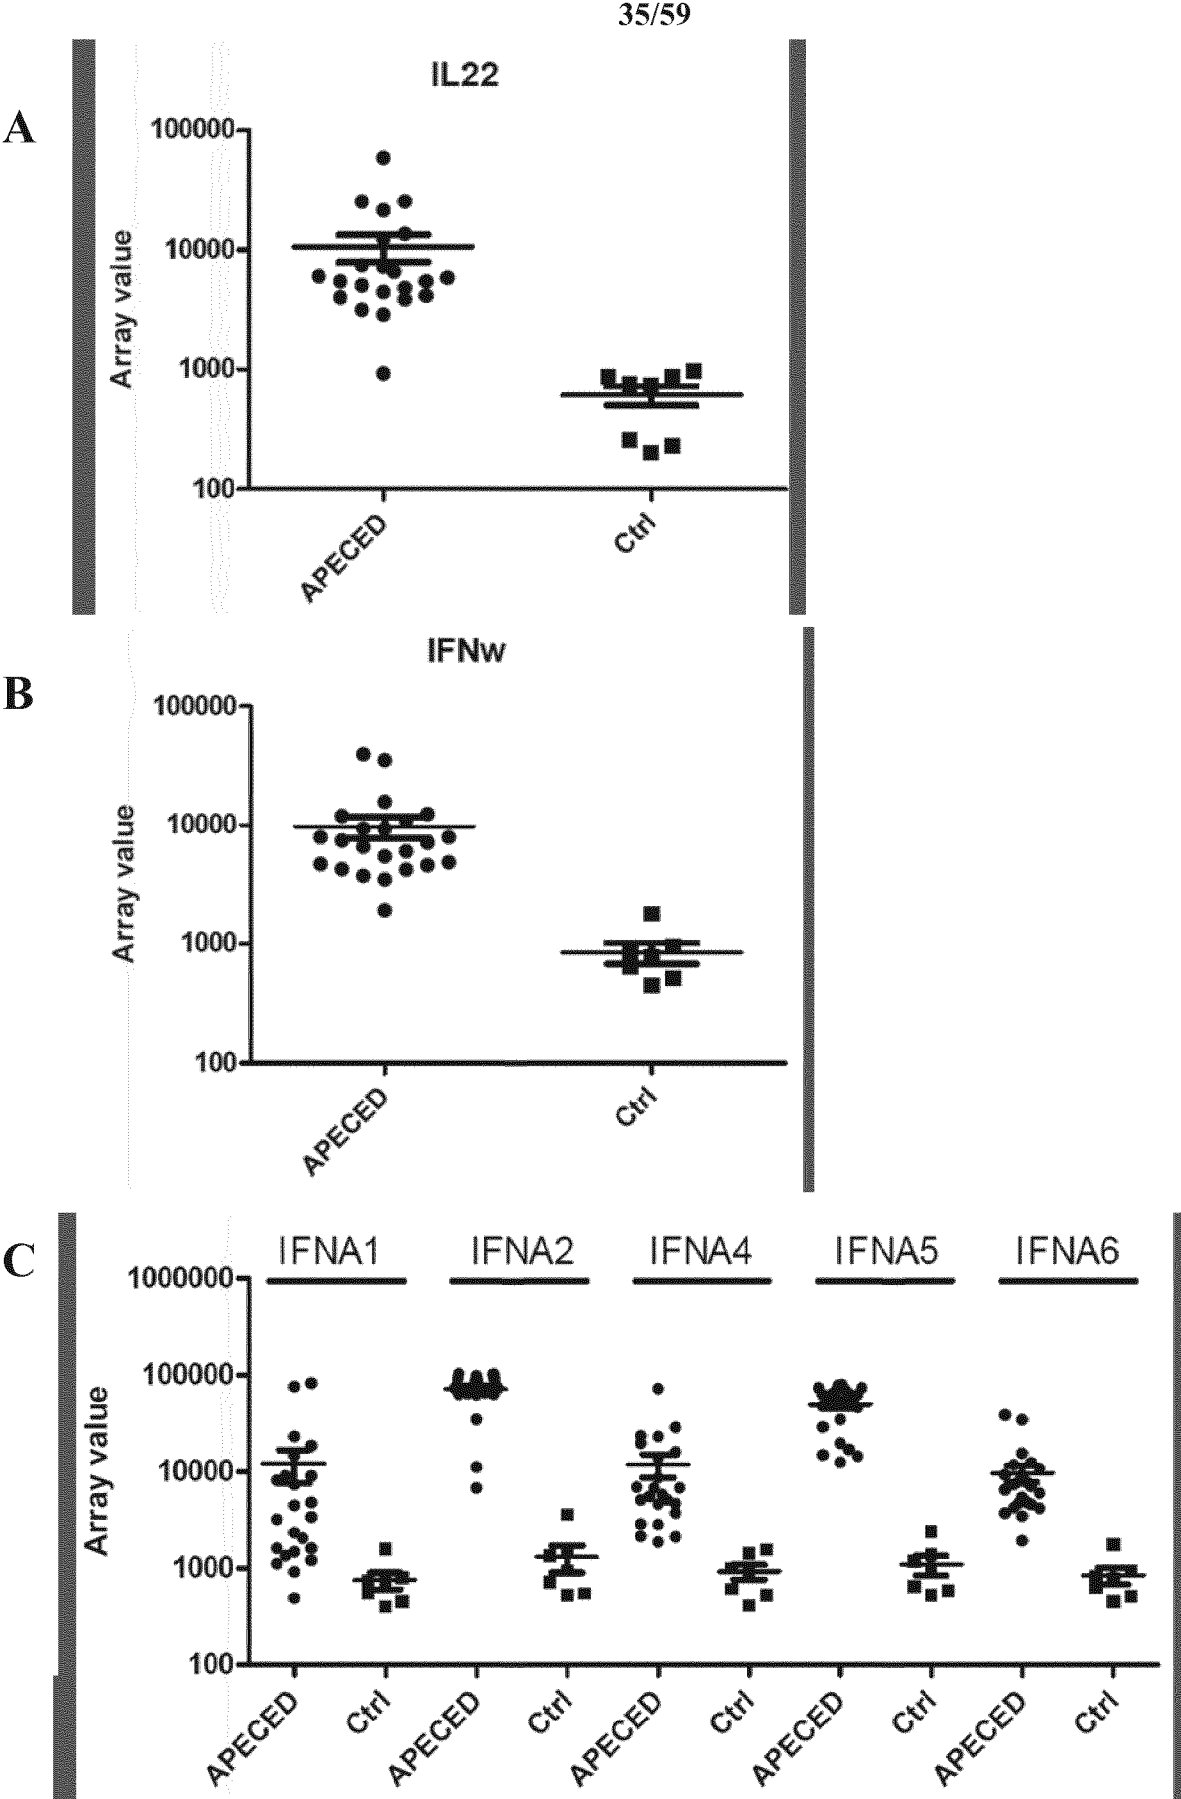 35/59
A
IL22
100000
10000
1000
100
Array value
APECED
Ctrl
B
IFNw
100000
10000
1000
100
Array value
APECED
Ctrl
C
IFNA1 IFNA2 IFNA4 IFNA5 IFNA6
1000000
100000
10000
1000
100
Array value
APECED Ctrl APECED Ctrl APECED Ctrl APECED Ctrl APECED Ctrl